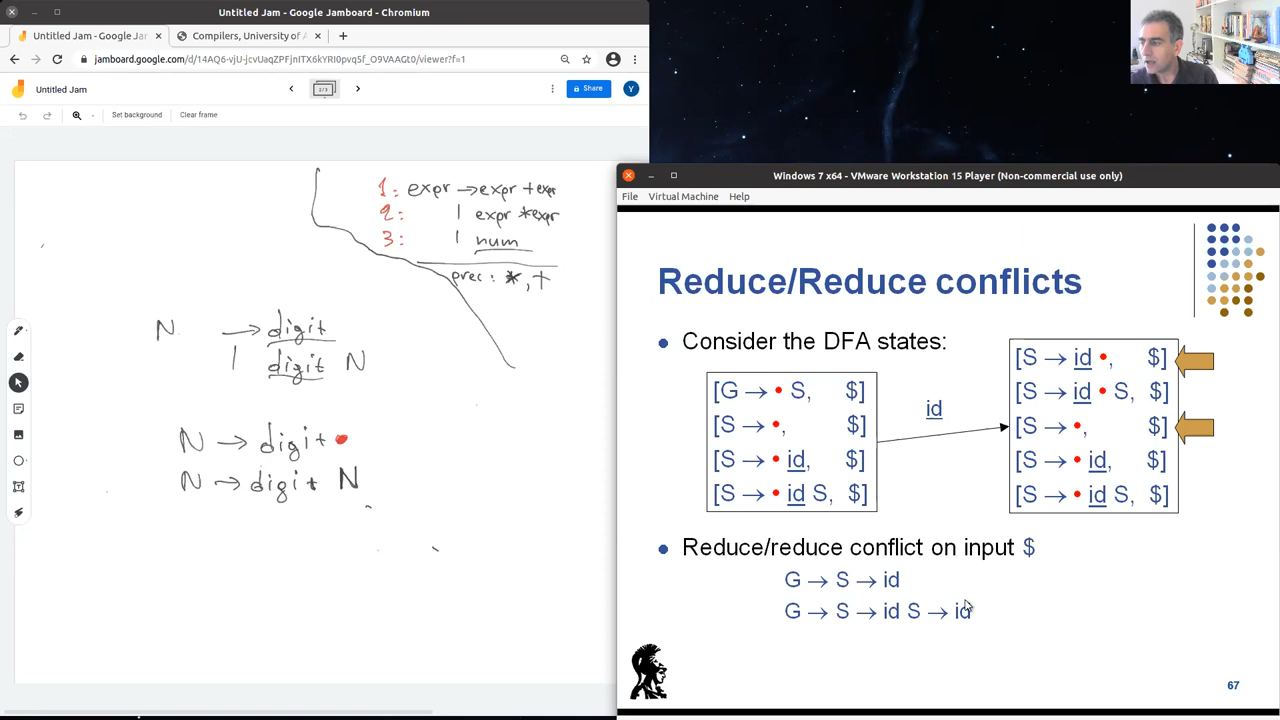 Untitled Jam - Google Jamboard - Chromium
Untitled Jam - Google Ja
Compilers, University of A
jamboard.google.com/d/14AQ6-vjU-jcvUaqZPFjnITX6kYRI0pvq5f_O9VAAGt0/viewer?f=1
Untitled Jam
2/3
Share
Y
Set background
Clear frame
1: expr → expr + expr
2: | expr * expr
3: | num
prec: *, +
N → digit
| digit N
N → digit •
N → digit N
Windows 7 x64 - VMware Workstation 15 Player (Non-commercial use only)
File Virtual Machine Help
Reduce/Reduce conflicts
• Consider the DFA states:
[G → • S, $]
[S → •, $]
[S → • id, $]
[S → • id S, $]
id
[S → id •, $]
[S → id • S, $]
[S → •, $]
[S → • id, $]
[S → • id S, $]
• Reduce/reduce conflict on input $
G → S → id
G → S → id S → id
67